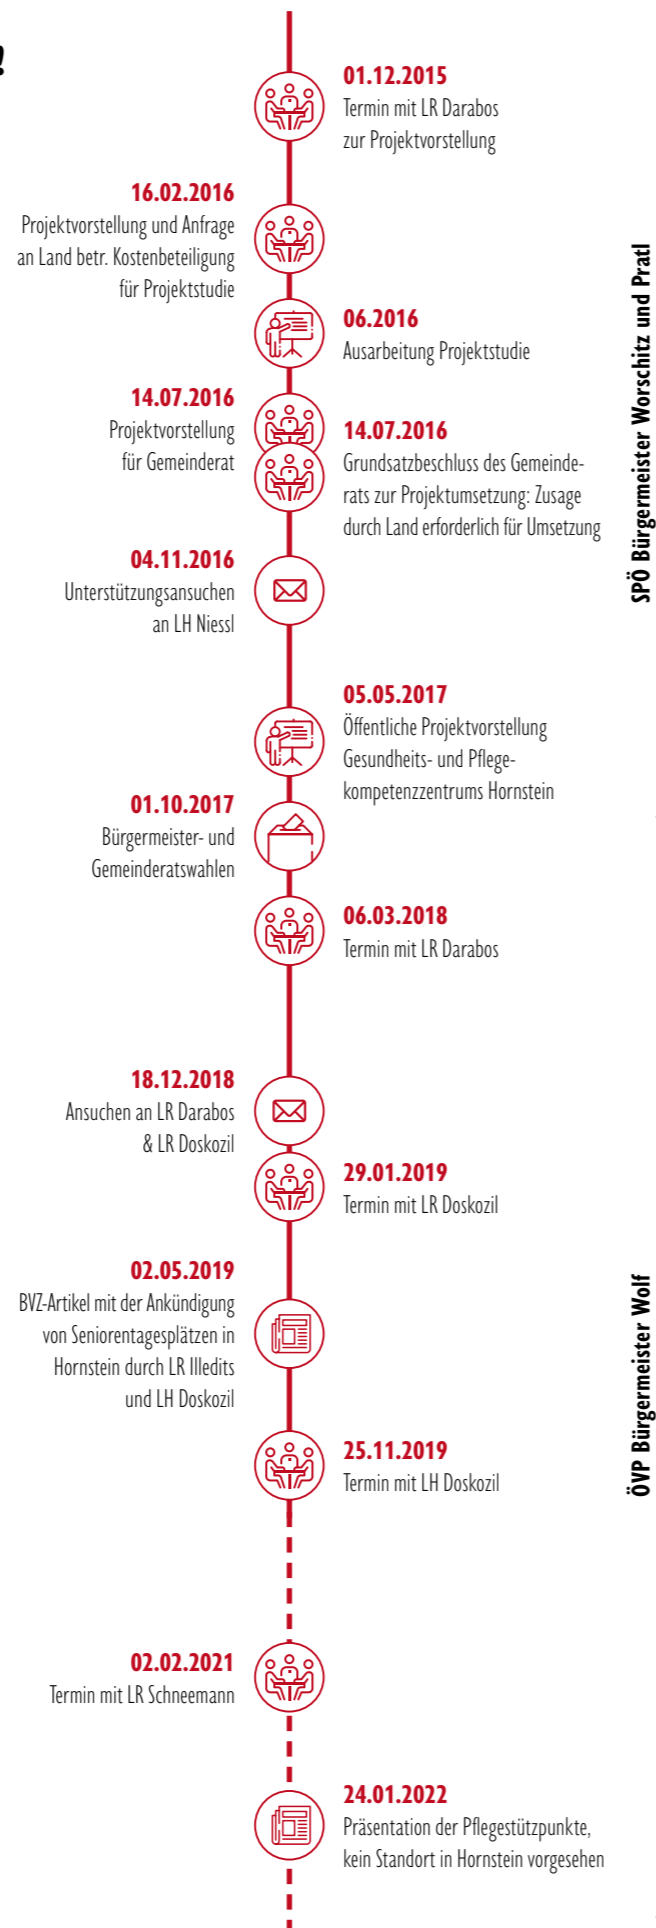 !
01.12.2015
Termin mit LR Darabos
zur Projektvorstellung
16.02.2016
Projektvorstellung und Anfrage
an Land betr. Kostenbeteiligung
für Projektstudie
06.2016
Ausarbeitung Projektstudie
14.07.2016
Projektvorstellung
für Gemeinderat
14.07.2016
Grundsatzbeschluss des Gemeinde-
rats zur Projektumsetzung: Zusage
durch Land erforderlich für Umsetzung
04.11.2016
Unterstützungsansuchen
an LH Niessl
05.05.2017
Öffentliche Projektvorstellung
Gesundheits- und Pflege-
kompetenzzentrums Hornstein
01.10.2017
Bürgermeister- und
Gemeinderatswahlen
06.03.2018
Termin mit LR Darabos
18.12.2018
Ansuchen an LR Darabos
& LR Doskozil
29.01.2019
Termin mit LR Doskozil
02.05.2019
BVZ-Artikel mit der Ankündigung
von Seniorentagesplätzen in
Hornstein durch LR Illedits
und LH Doskozil
25.11.2019
Termin mit LH Doskozil
02.02.2021
Termin mit LR Schneemann
24.01.2022
Präsentation der Pflegestützpunkte,
kein Standort in Hornstein vorgesehen
SPÖ Bürgermeister Worschitz und Pratl
ÖVP Bürgermeister Wolf